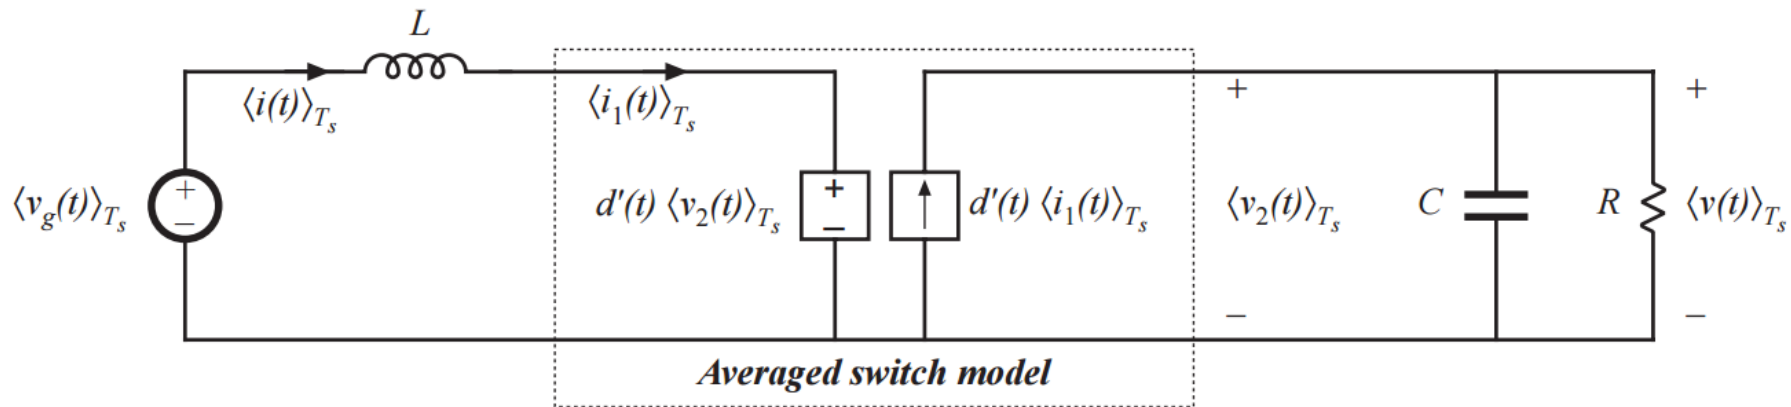 L
⟨i(t)⟩_{T_s}
⟨i_1(t)⟩_{T_s}
+
+
⟨v_g(t)⟩_{T_s}
+
−
d'(t) ⟨v_2(t)⟩_{T_s}
+
−
d'(t) ⟨i_1(t)⟩_{T_s}
⟨v_2(t)⟩_{T_s}
C
R
⟨v(t)⟩_{T_s}
−
−
Averaged switch model